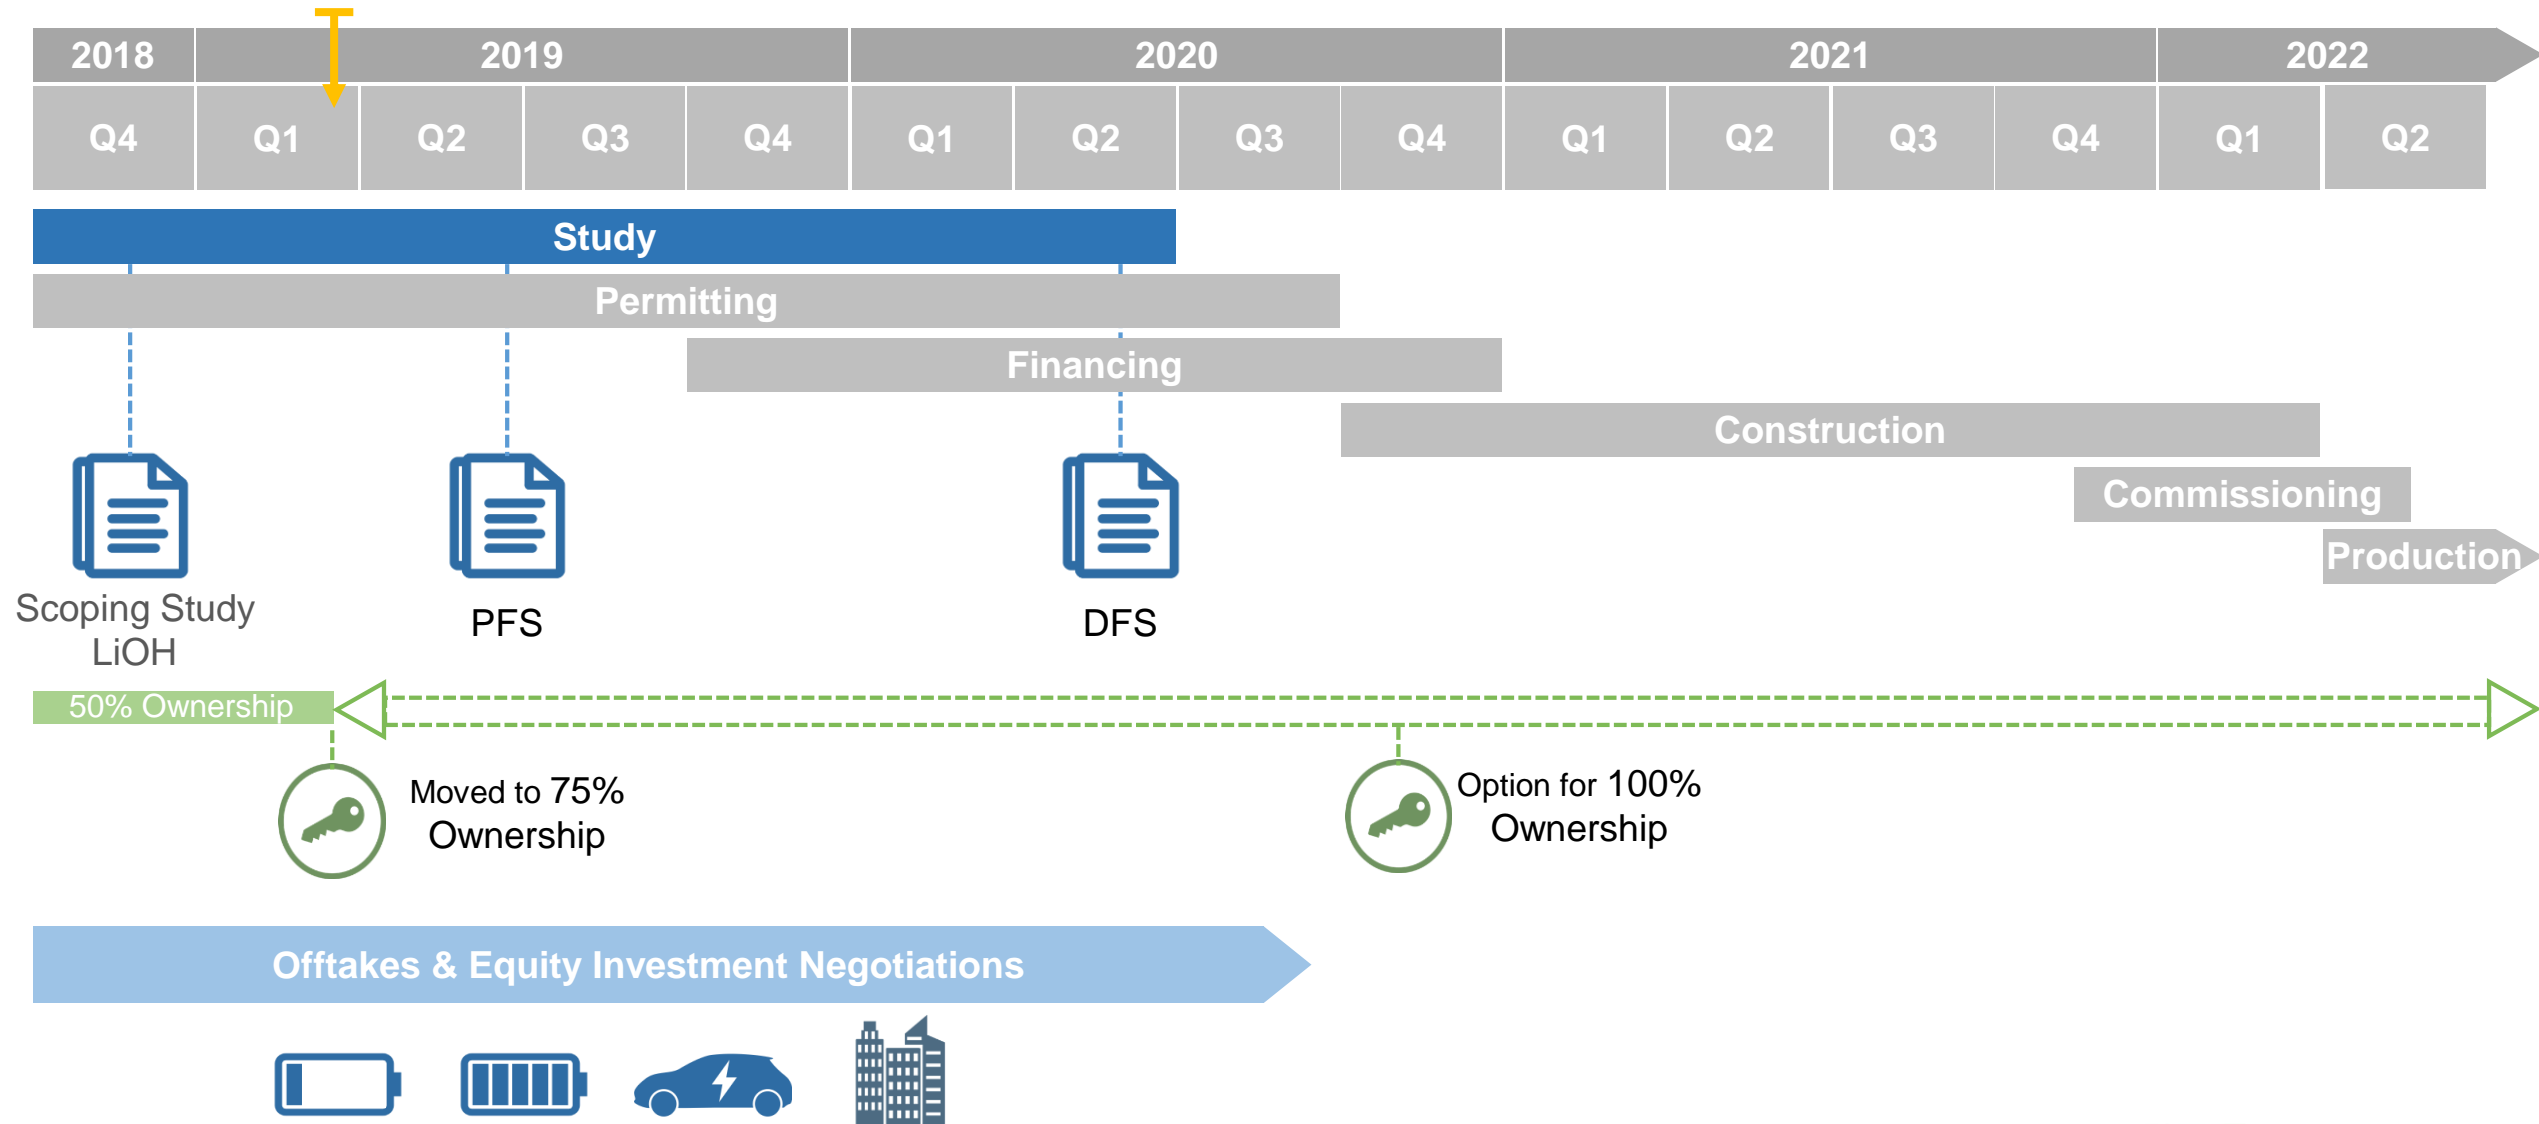 2018 2019 2020 2021 2022
Q4 Q1 Q2 Q3 Q4 Q1 Q2 Q3 Q4 Q1 Q2 Q3 Q4 Q1 Q2
Study
Permitting
Financing
Construction
Commissioning
Production
Scoping Study
LiOH
PFS
DFS
50% Ownership
Moved to 75%
Ownership
Option for 100%
Ownership
Offtakes & Equity Investment Negotiations